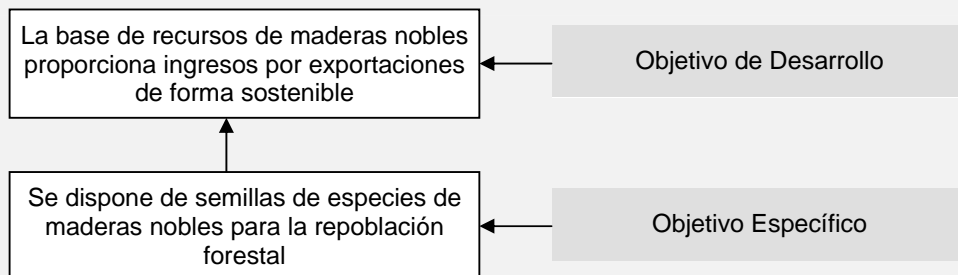 La base de recursos de maderas nobles
proporciona ingresos por exportaciones
de forma sostenible
Objetivo de Desarrollo
Se dispone de semillas de especies de
maderas nobles para la repoblación
forestal
Objetivo Específico